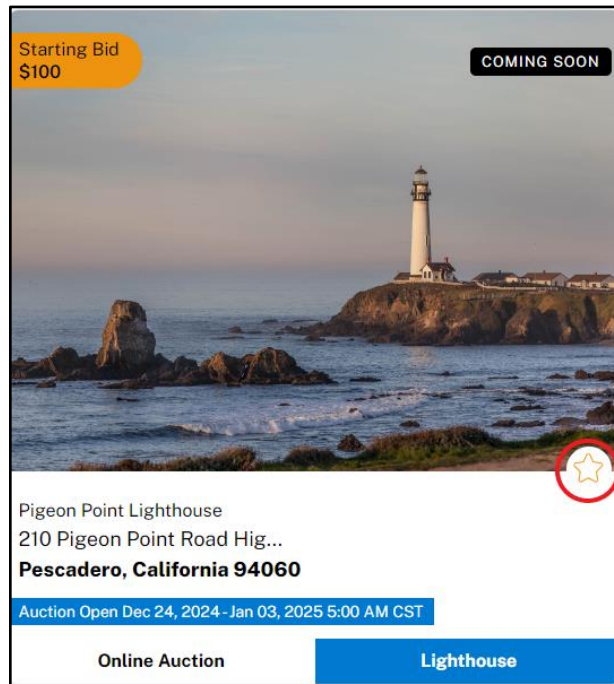 Starting Bid
$100
COMING SOON
Pigeon Point Lighthouse
210 Pigeon Point Road Hig...
Pescadero, California 94060
Auction Open Dec 24, 2024-Jan 03, 2025 5:00 AM CST
Online Auction
Lighthouse